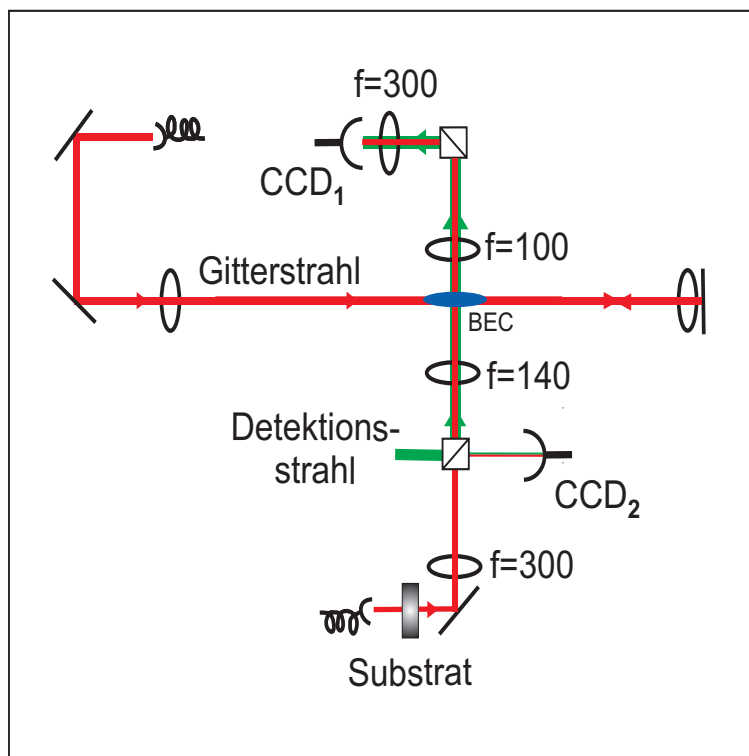 f=300
CCD1
f=100
Gitterstrahl
BEC
f=140
Detektions-
strahl
CCD2
f=300
Substrat